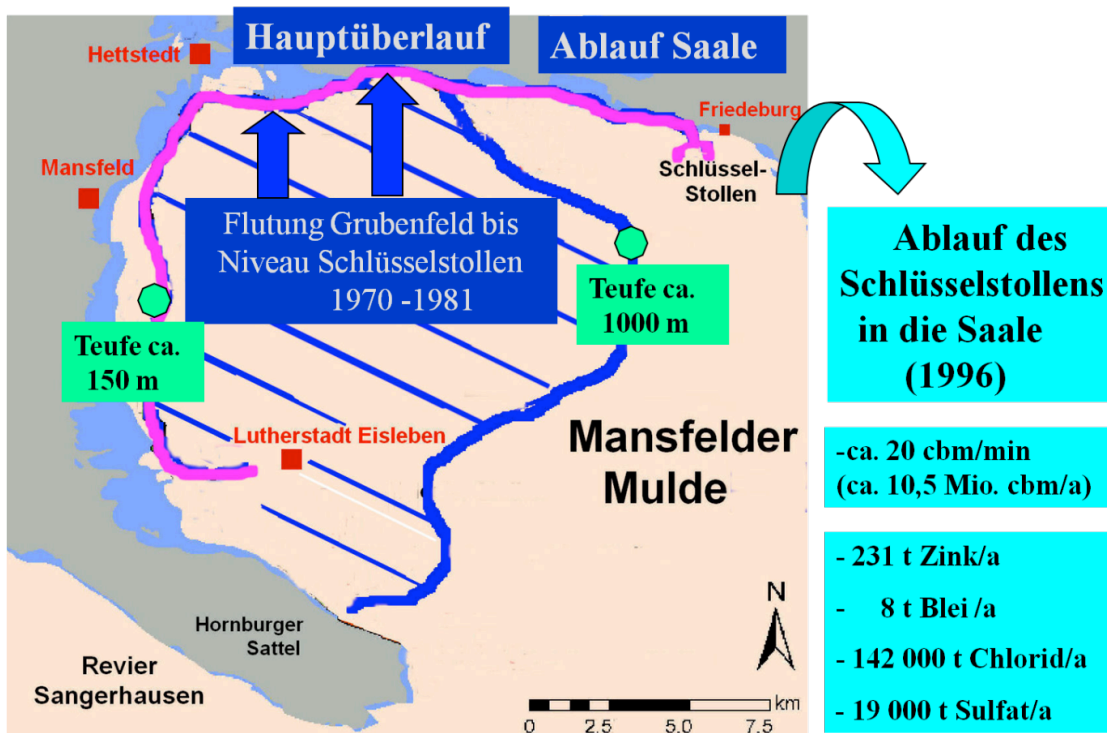 Hauptüberlauf
Ablauf Saale
Hettstedt
Friedeburg
Mansfeld
Schlüssel-
Stollen
Flutung Grubenfeld bis
Niveau Schlüsselstollen
1970 -1981
Ablauf des
Schlüsselstollens
in die Saale
(1996)
Teufe ca.
1000 m
Teufe ca.
150 m
Lutherstadt Eisleben
Mansfelder
Mulde
-ca. 20 cbm/min
(ca. 10,5 Mio. cbm/a)
- 231 t Zink/a
- 8 t Blei /a
- 142 000 t Chlorid/a
- 19 000 t Sulfat/a
N
Hornburger
Sattel
Revier
Sangerhausen
km
0 2.5 5.0 7.5